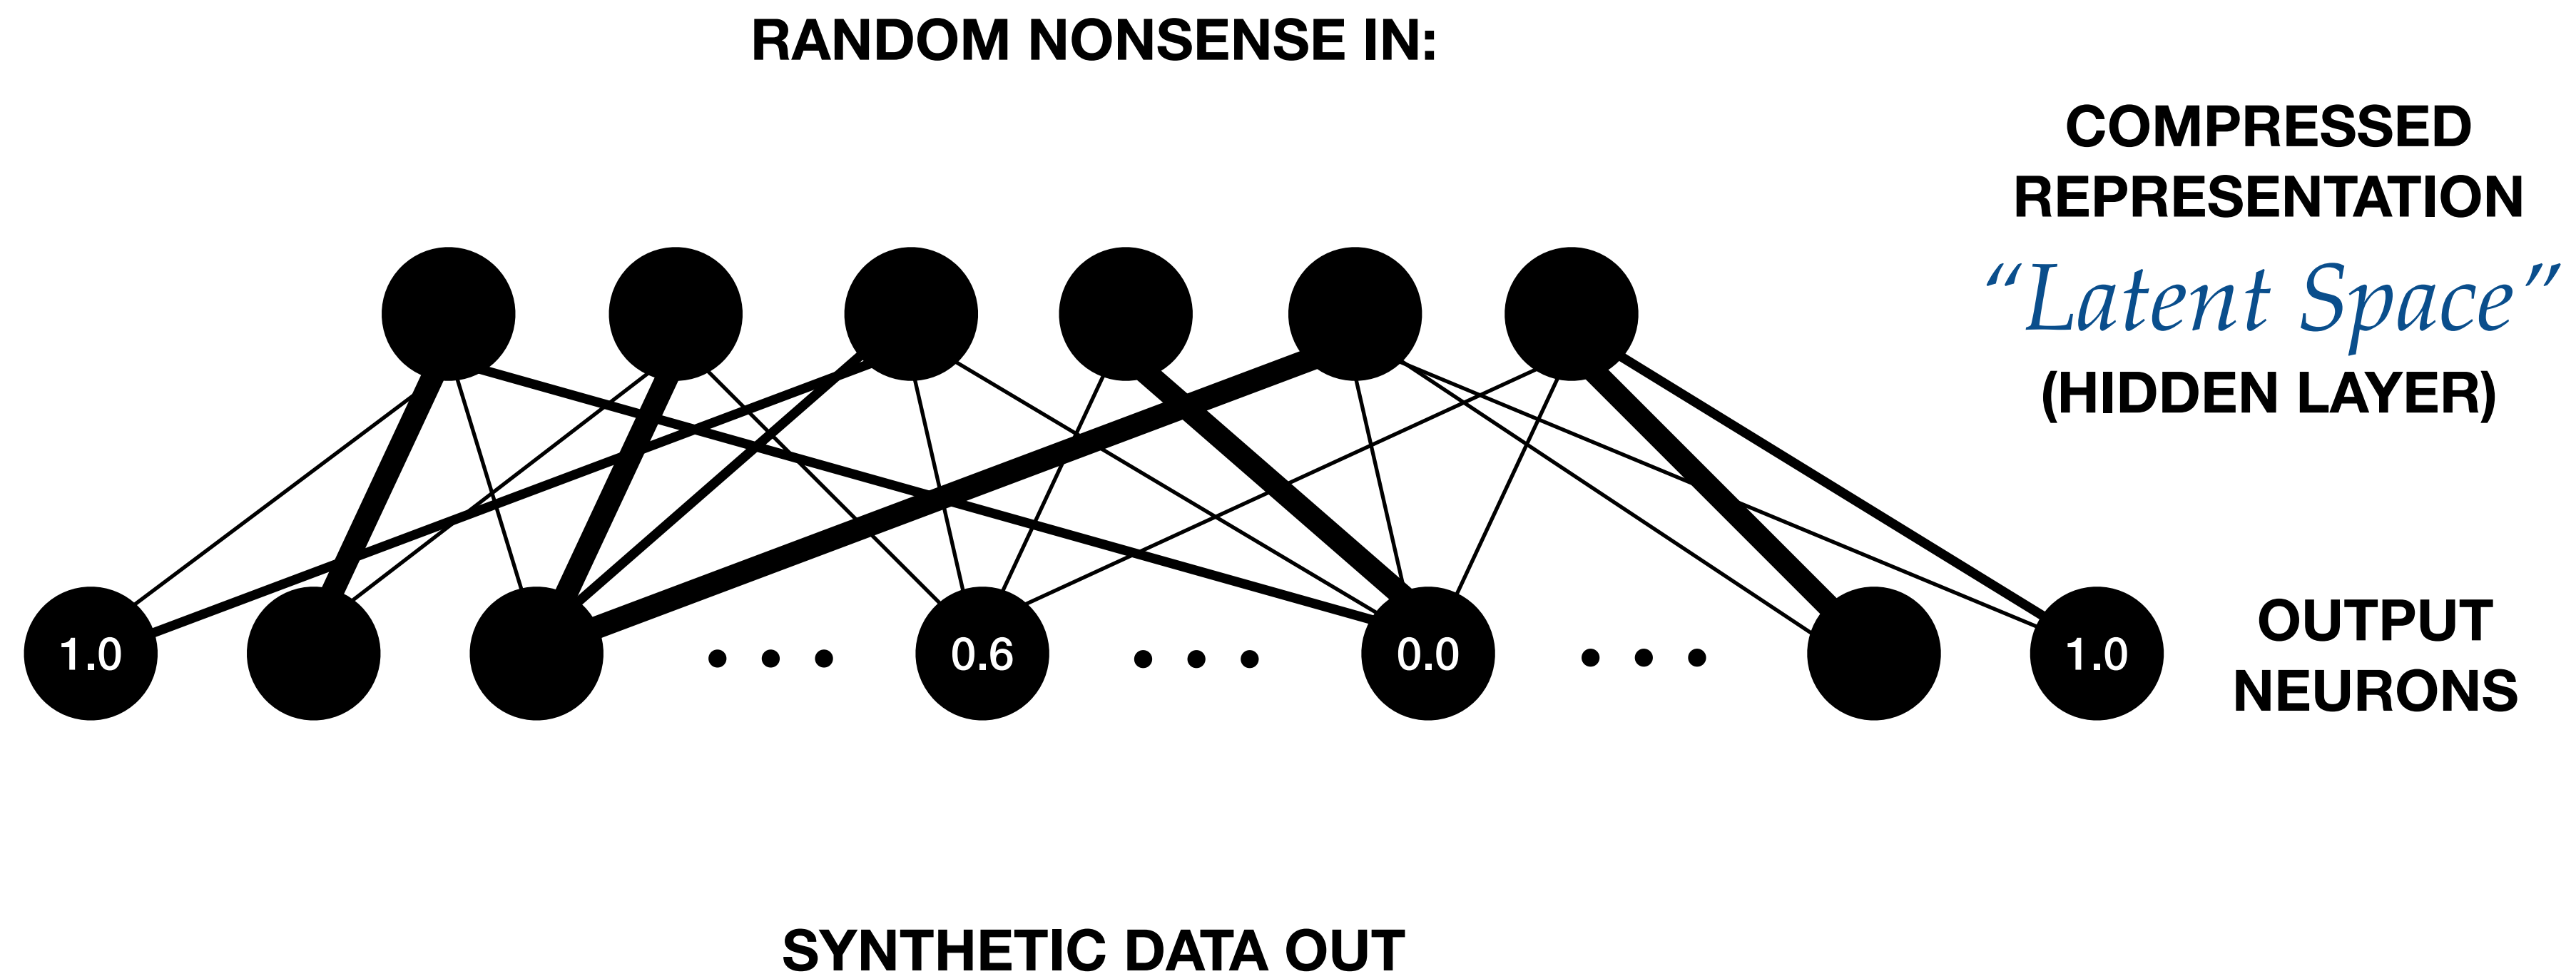 RANDOM NONSENSE IN:
COMPRESSED
REPRESENTATION
“Latent Space”
(HIDDEN LAYER)
1.0 . . . 0.6 . . . 0.0 . . . 1.0
OUTPUT
NEURONS
SYNTHETIC DATA OUT